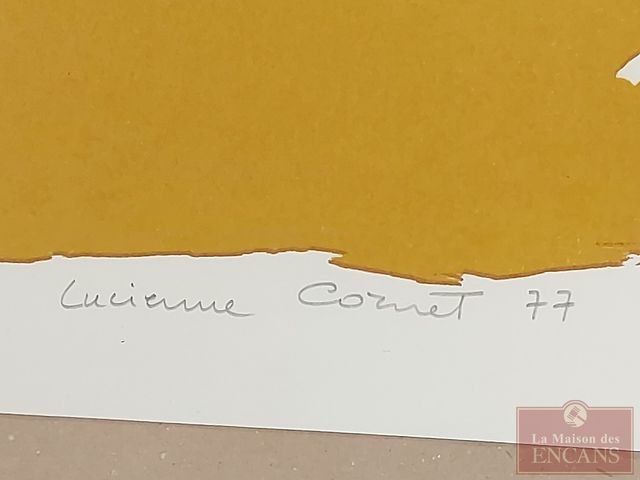 Lucienne Cornet 77
La Maison des
ENCANS